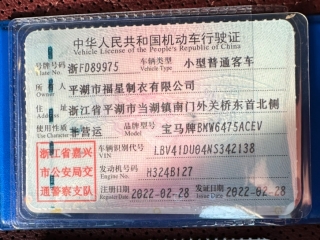 中华人民共和国机动车行驶证
Vehicle License of the People's Republic of China
号牌号码 浙FD89975 车辆类型 小型普通客车
Plate No. Vehicle Type
所有人 平湖市福星制衣有限公司
浙江省平湖市当湖镇南门外关桥东首北侧
使用性质 非营运 品牌型号 宝马牌BMW6475ACEV
浙江省嘉兴市公安局交通警察支队
车辆识别代号 LBV41DU04NS342138
VIN
发动机号码 H324B127
Engine No.
注册日期 2022-02-28 发证日期 2022-02-28
Register Date Issue Date